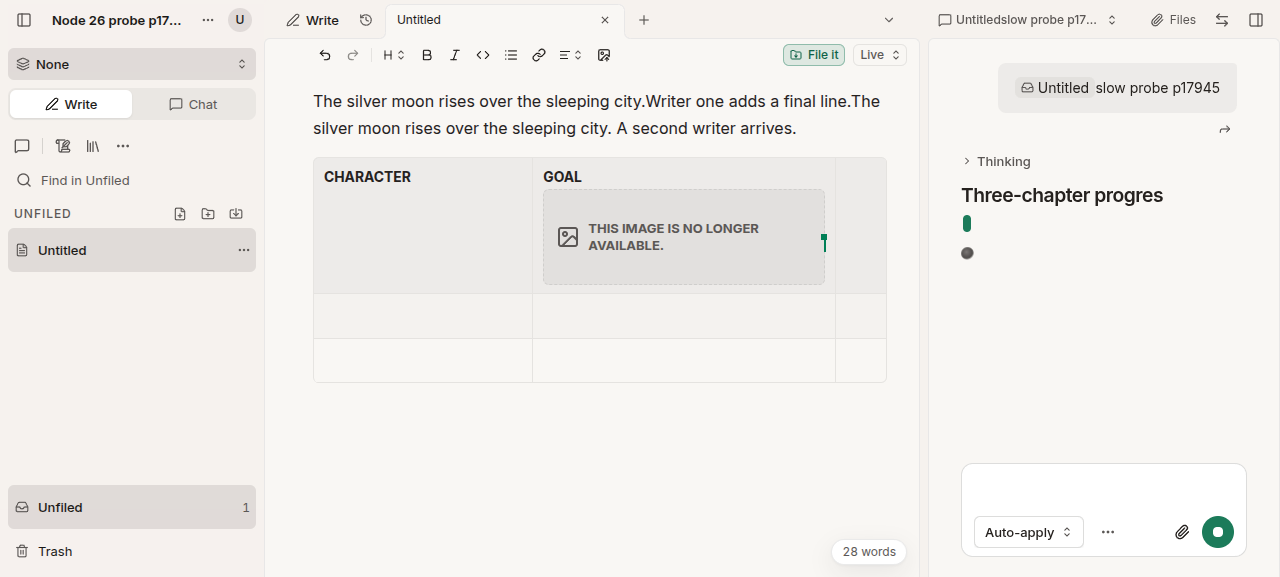 Node 26 probe p17...
U
None
Write
Chat
Find in Unfiled
UNFILED
Untitled
Unfiled
1
Trash
Write
Untitled
H
B
I
File it
Live
The silver moon rises over the sleeping city.Writer one adds a final line.The
silver moon rises over the sleeping city. A second writer arrives.
CHARACTER
GOAL
THIS IMAGE IS NO LONGER
AVAILABLE.
28 words
Untitledslow probe p17...
Files
Untitled slow probe p17945
Thinking
Three-chapter progres
Auto-apply